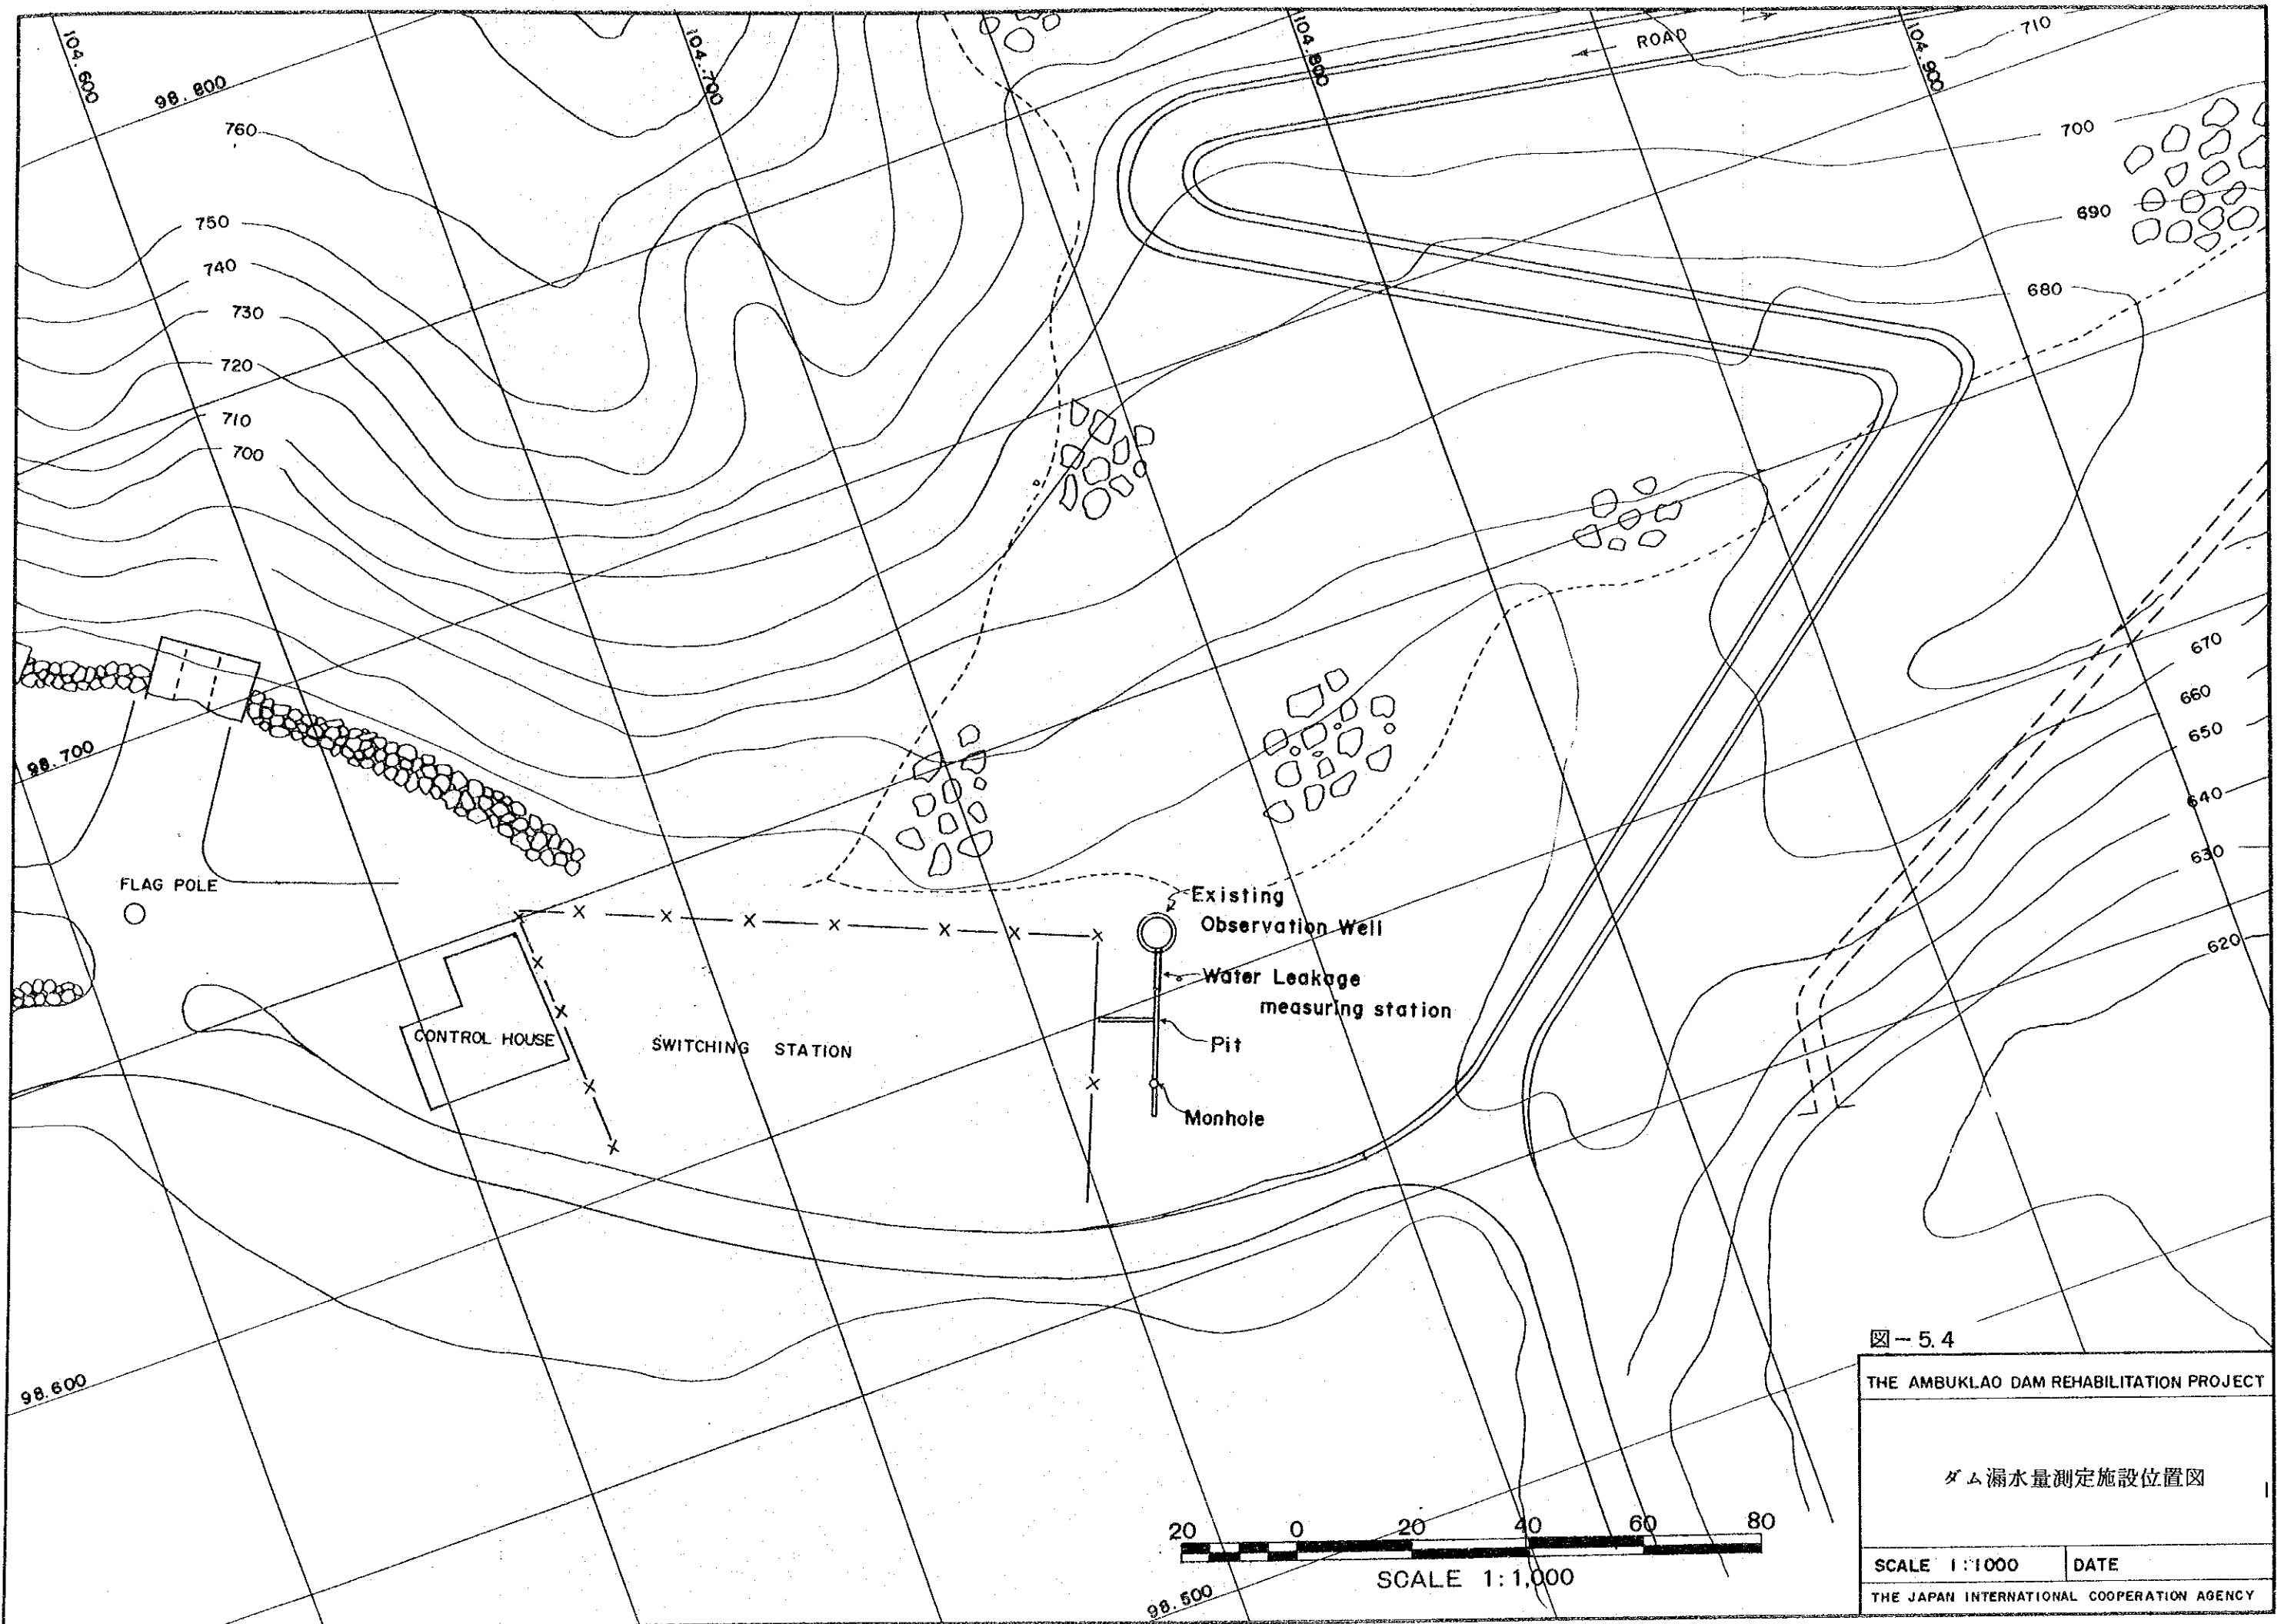 104.600
98.800
104.700
104.800
ROAD
104.900
710
760
700
750
690
740
680
730
720
710
700
670
660
650
640
630
620
98.700
FLAG POLE
Existing
Observation Well
Water Leakage
measuring station
CONTROL HOUSE
SWITCHING STATION
Pit
Monhole
98.600
98.500
20 0 20 40 60 80
SCALE 1:1,000
図-5.4
THE AMBUKLAO DAM REHABILITATION PROJECT
ダム漏水量測定施設位置図
SCALE 1:1000
DATE
THE JAPAN INTERNATIONAL COOPERATION AGENCY